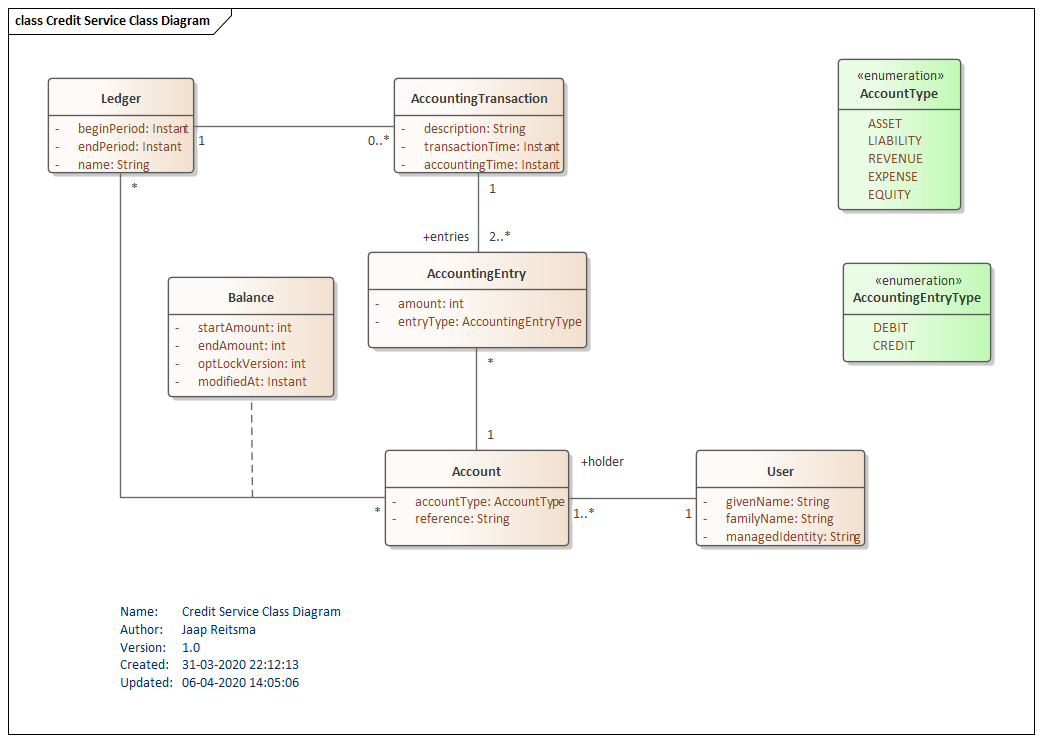 class Credit Service Class Diagram
Ledger
- beginPeriod: Instant
- endPeriod: Instant
- name: String
1
0..*
*
AccountingTransaction
- description: String
- transactionTime: Instant
- accountingTime: Instant
1
+entries 2..*
«enumeration»
AccountType
ASSET
LIABILITY
REVENUE
EXPENSE
EQUITY
AccountingEntry
- amount: int
- entryType: AccountingEntryType
*
1
«enumeration»
AccountingEntryType
DEBIT
CREDIT
Balance
- startAmount: int
- endAmount: int
- optLockVersion: int
- modifiedAt: Instant
Account
- accountType: AccountType
- reference: String
*
+holder
1..*
1
User
- givenName: String
- familyName: String
- managedIdentity: String
Name: Credit Service Class Diagram
Author: Jaap Reitsma
Version: 1.0
Created: 31-03-2020 22:12:13
Updated: 06-04-2020 14:05:06